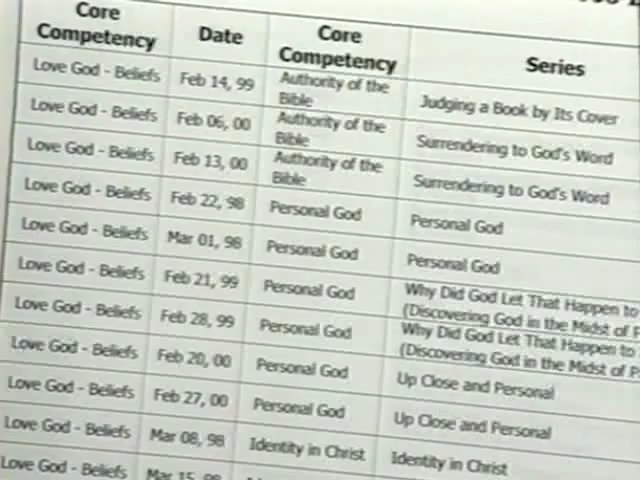 Core Competency Date Core Competency Series
Love God - Beliefs Feb 14, 99 Authority of the Bible Judging a Book by Its Cover
Love God - Beliefs Feb 06, 00 Authority of the Bible Surrendering to God's Word
Love God - Beliefs Feb 13, 00 Authority of the Bible Surrendering to God's Word
Love God - Beliefs Feb 22, 98 Personal God Personal God
Love God - Beliefs Mar 01, 98 Personal God Personal God
Love God - Beliefs Feb 21, 99 Personal God Why Did God Let That Happen to
(Discovering God in the Midst of P
Love God - Beliefs Feb 28, 99 Personal God Why Did God Let That Happen to
(Discovering God in the Midst of P
Love God - Beliefs Feb 20, 00 Personal God Up Close and Personal
Love God - Beliefs Feb 27, 00 Personal God Up Close and Personal
Love God - Beliefs Mar 08, 98 Identity in Christ Identity in Christ
Love God - Beliefs Mar 15, 98